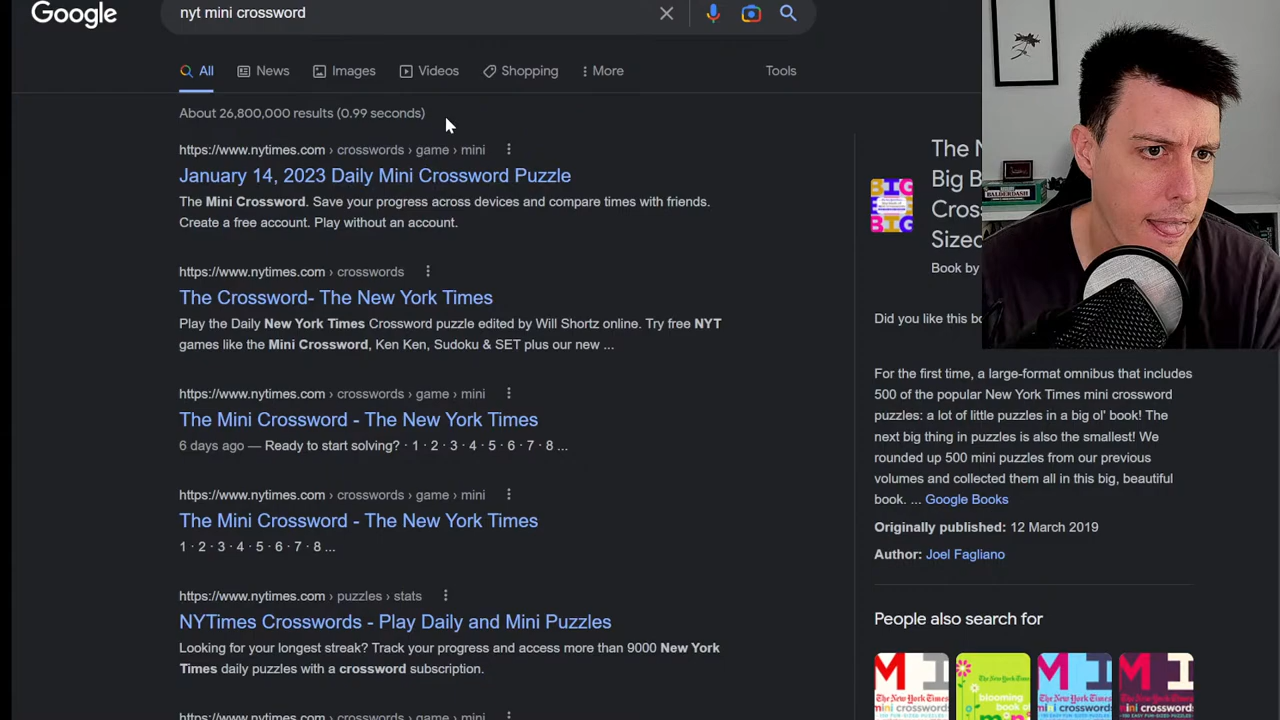 Google
nyt mini crossword
All
News
Images
Videos
Shopping
More
Tools
About 26,800,000 results (0.99 seconds)
https://www.nytimes.com › crosswords › game › mini
January 14, 2023 Daily Mini Crossword Puzzle
The Mini Crossword your progress across devices and compare times with friends.
Create a free account. Play without an account.
https://www.nytimes.com › crosswords
The Crossword- The New York Times
Play the Daily New York Times Crossword puzzle edited by Will Shortz online. Try free NYT
games like the Mini Crossword, Ken Ken, Sudoku & SET plus our new ...
https://www.nytimes.com › crosswords › game › mini
The Mini Crossword - The New York Times
6 days ago — Ready to start solving? · 1 · 2 · 3 · 4 · 5 · 6 · 7 · 8 ...
https://www.nytimes.com › crosswords › game › mini
The Mini Crossword - The New York Times
1 · 2 · 3 · 4 · 5 · 6 · 7 · 8 ...
https://www.nytimes.com › puzzles › stats
NYTimes Crosswords - Play Daily and Mini Puzzles
Looking for your longest streak? Track your progress and access more than 9000 New York
Times daily puzzles with a crossword subscription.
https://www.nytimes.com › crosswords › game › mini
The N
Big B
Cros
Sized
Book by
BIG
BIG
BALDERDASH
Did you like this bo
For the first time, a large-format omnibus that includes
500 of the popular New York Times mini crossword
puzzles: a lot of little puzzles in a big ol' book! The
next big thing in puzzles is also the smallest! We
rounded up 500 mini puzzles from our previous
volumes and collected them all in this big, beautiful
book. ... Google Books
Originally published: 12 March 2019
Author: Joel Fagliano
People also search for